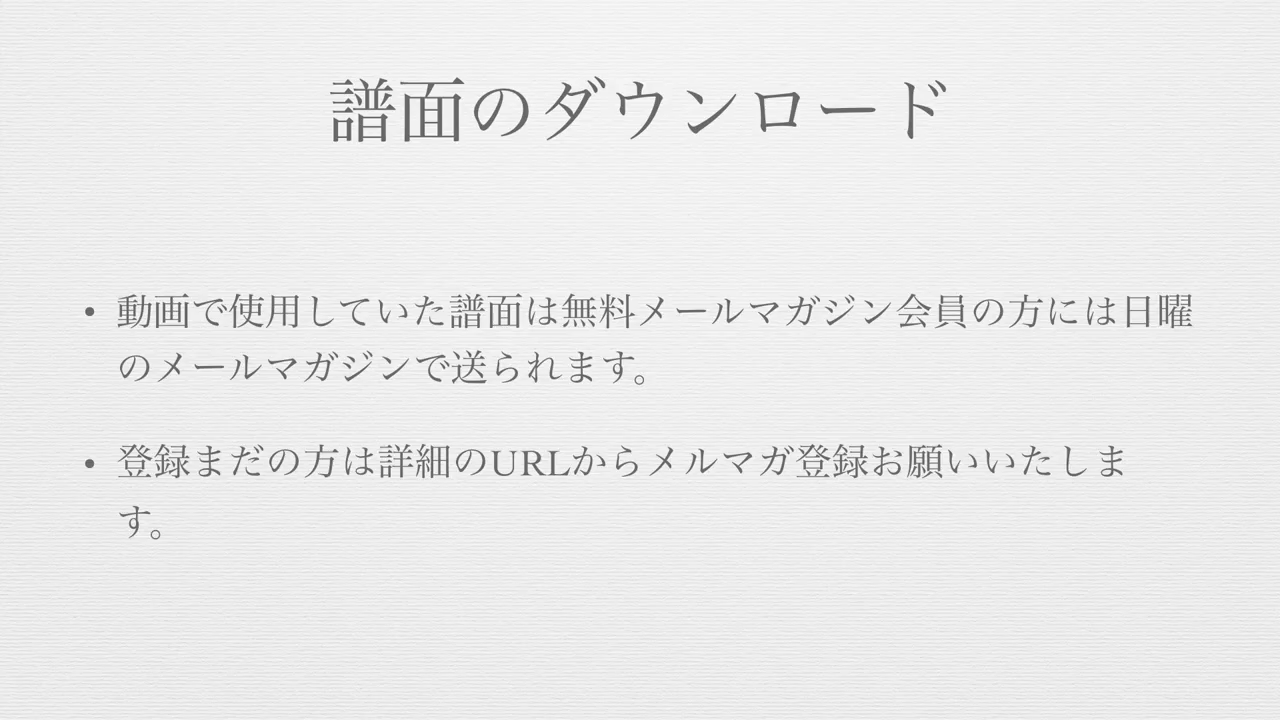 譜面のダウンロード
• 動画で使用していた譜面は無料メールマガジン会員の方には日曜
のメールマガジンで送られます。
• 登録まだの方は詳細のURLからメルマガ登録お願いいたしま
す。